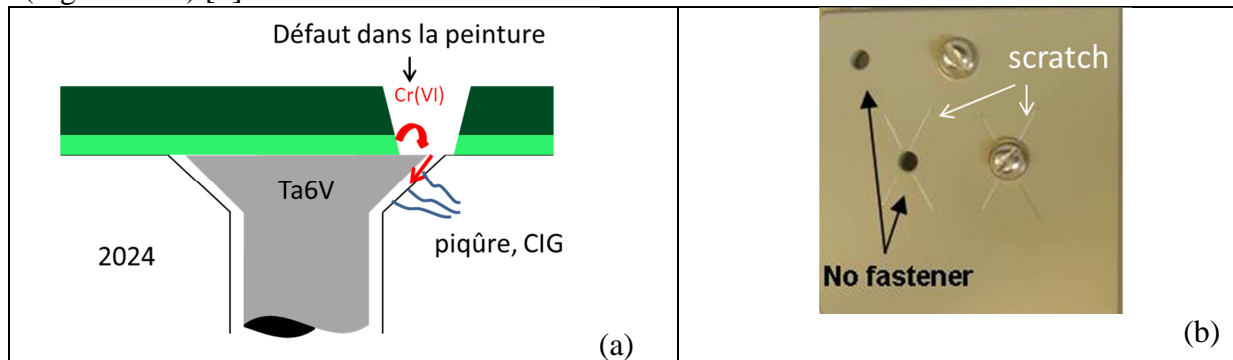 Défaut dans la peinture
Cr(VI)
Ta6V
2024
piqûre, CIG
(a)
scratch
No fastener
(b)